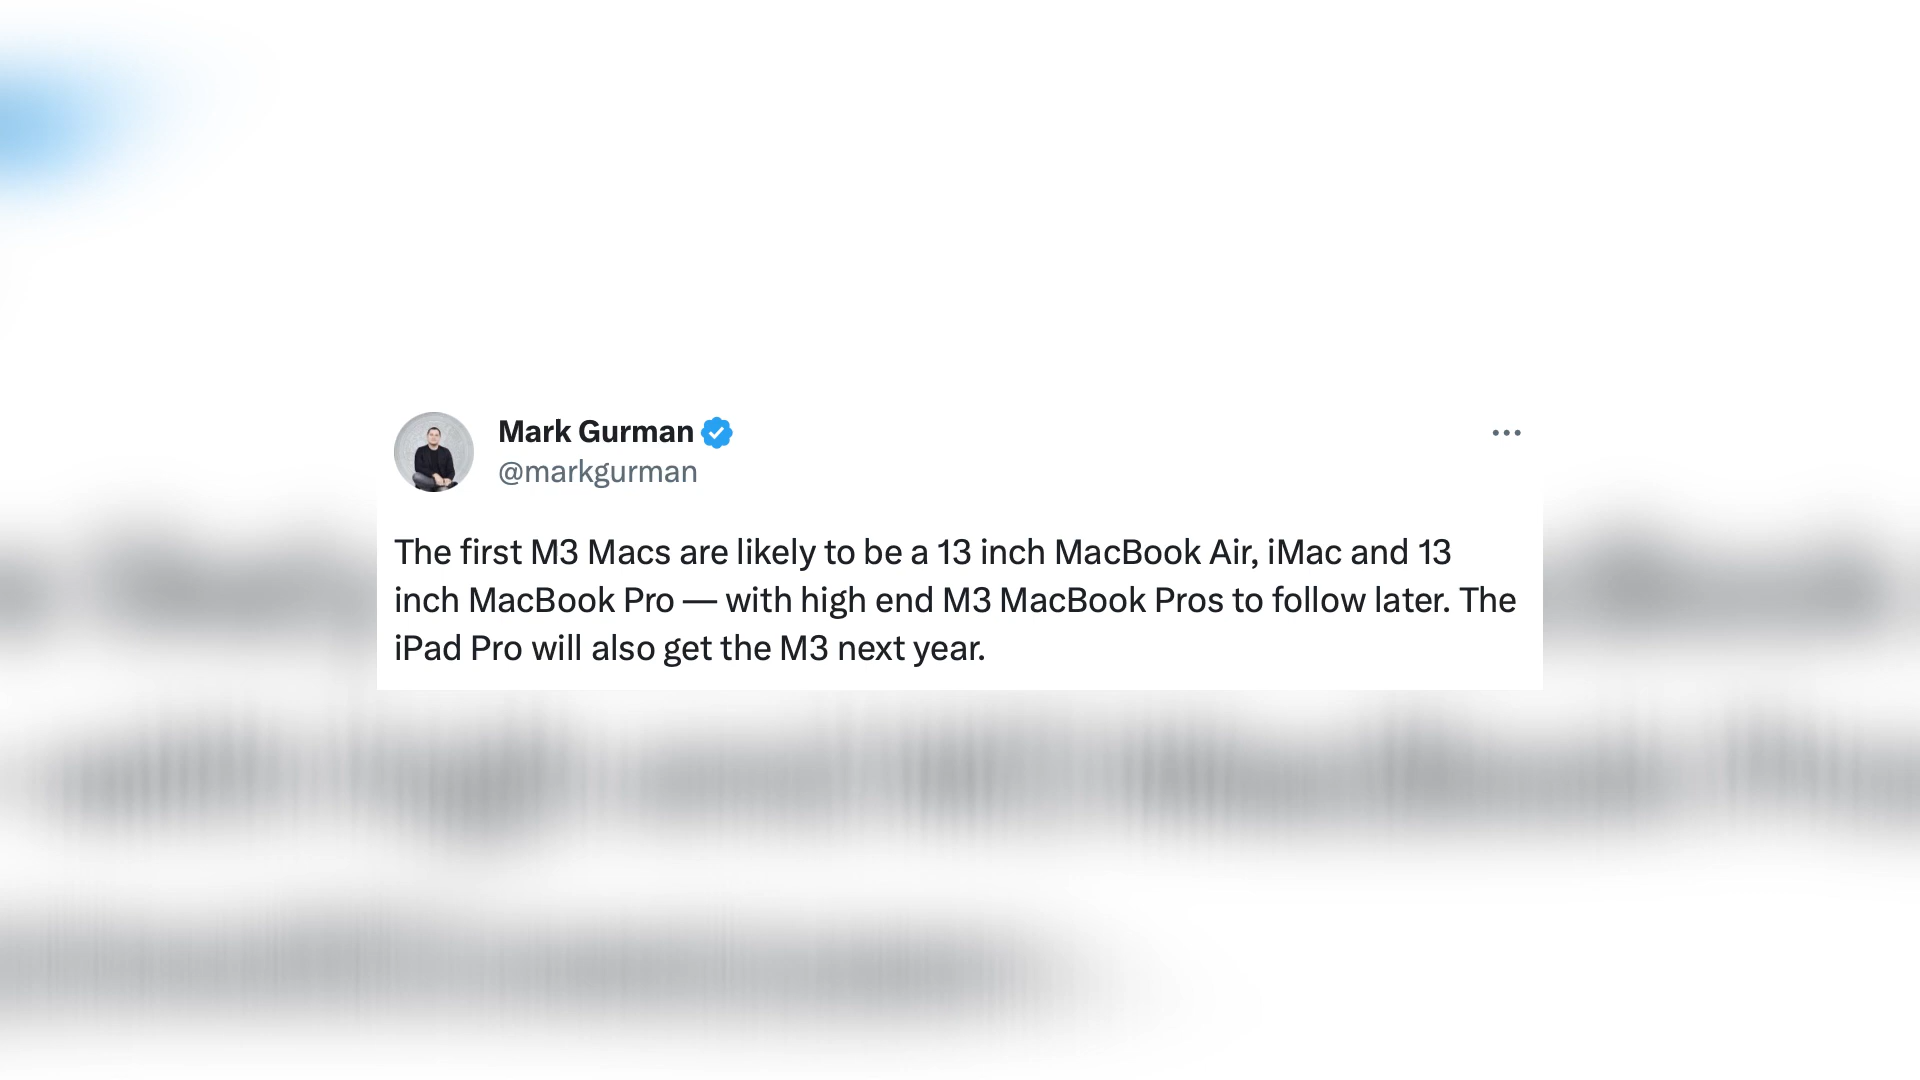 Mark Gurman
@markgurman
The first M3 Macs are likely to be a 13 inch MacBook Air, iMac and 13
inch MacBook Pro — with high end M3 MacBook Pros to follow later. The
iPad Pro will also get the M3 next year.